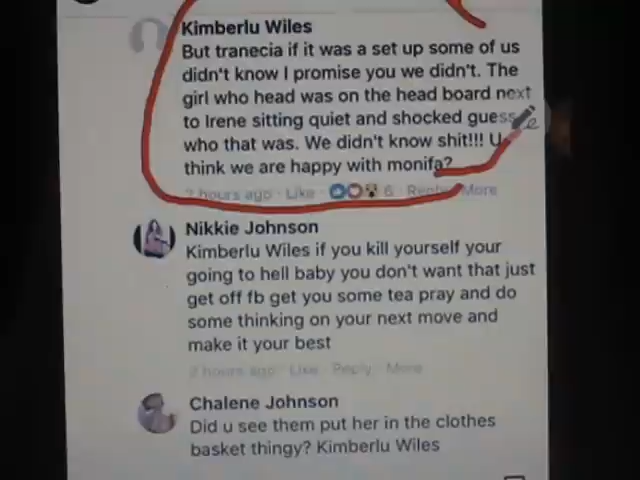 Kimberlu Wiles
But tranecia if it was a set up some of us
didn't know I promise you we didn't. The
girl who head was on the head board next
to Irene sitting quiet and shocked guess
who that was. We didn't know shit!!! U
think we are happy with monifa?
2 hours ago · Like · 6 · Reply · More
Nikkie Johnson
Kimberlu Wiles if you kill yourself your
going to hell baby you don't want that just
get off fb get you some tea pray and do
some thinking on your next move and
make it your best
2 hours ago · Like · Reply · More
Chalene Johnson
Did u see them put her in the clothes
basket thingy? Kimberlu Wiles